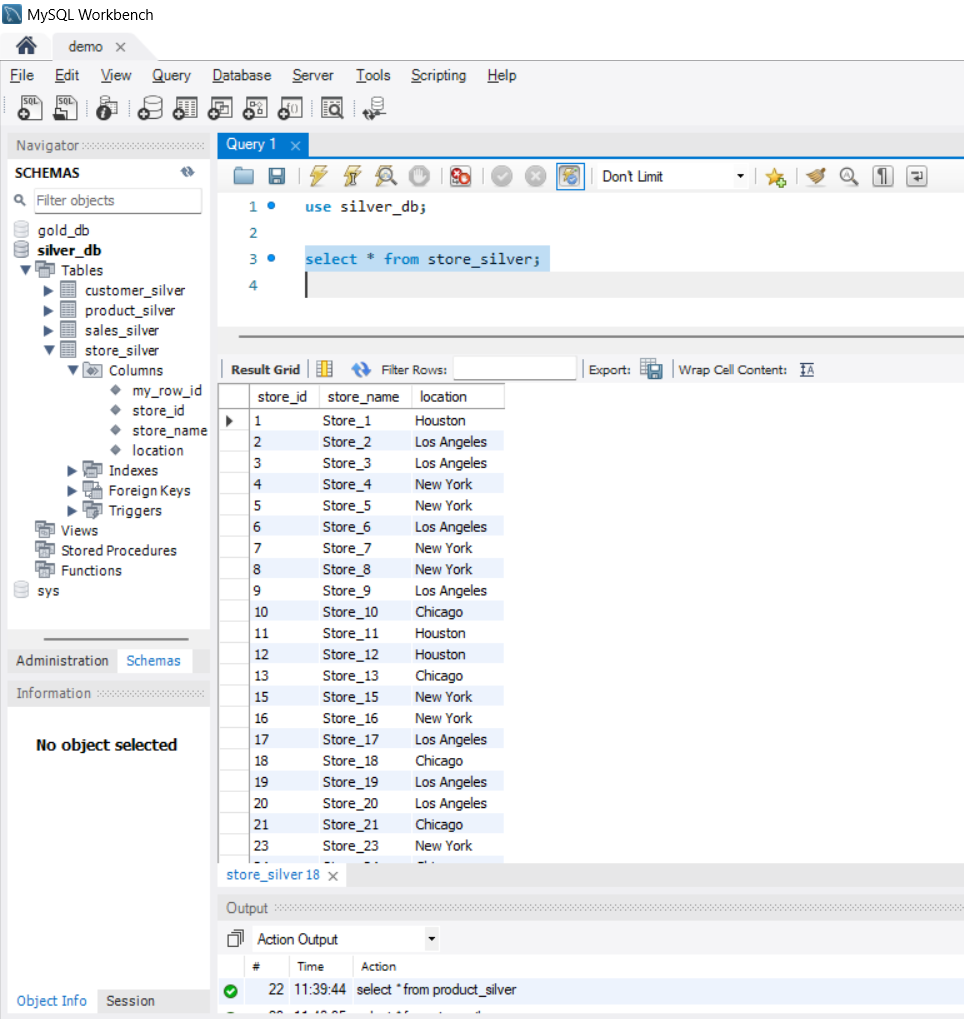 MySQL Workbench
demo
File Edit View Query Database Server Tools Scripting Help
Navigator
SCHEMAS
Filter objects
gold_db
silver_db
Tables
customer_silver
product_silver
sales_silver
store_silver
Columns
my_row_id
store_id
store_name
location
Indexes
Foreign Keys
Triggers
Views
Stored Procedures
Functions
sys
Administration Schemas
Information
No object selected
Object Info Session
Query 1
Don't Limit
1 use silver_db;
2
3 select * from store_silver;
4
Result Grid Filter Rows: Export: Wrap Cell Content:
store_id store_name location
1 Store_1 Houston
2 Store_2 Los Angeles
3 Store_3 Los Angeles
4 Store_4 New York
5 Store_5 New York
6 Store_6 Los Angeles
7 Store_7 New York
8 Store_8 New York
9 Store_9 Los Angeles
10 Store_10 Chicago
11 Store_11 Houston
12 Store_12 Houston
13 Store_13 Chicago
15 Store_15 New York
16 Store_16 New York
17 Store_17 Los Angeles
18 Store_18 Chicago
19 Store_19 Los Angeles
20 Store_20 Los Angeles
21 Store_21 Chicago
23 Store_23 New York
store_silver 18
Output
Action Output
# Time Action
22 11:39:44 select * from product_silver